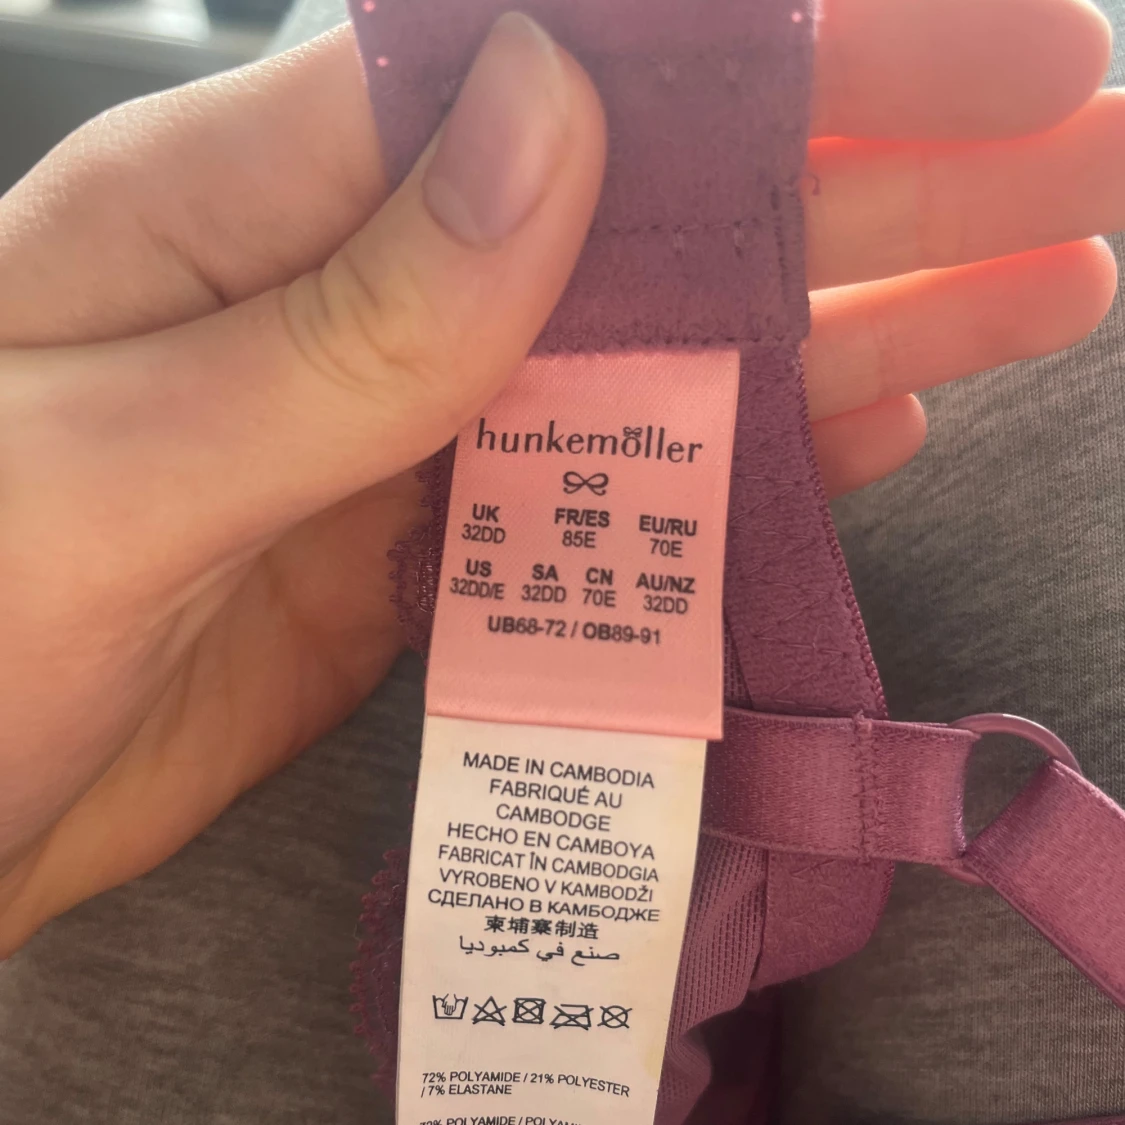 hunkemöller
UK FR/ES EU/RU
32DD 85E 70E
US SA CN AU/NZ
32DD/E 32DD 70E 32DD
UB68-72 / OB89-91
MADE IN CAMBODIA
FABRIQUÉ AU
CAMBODGE
HECHO EN CAMBOYA
FABRICAT ÎN CAMBODGIA
VYROBENO V KAMBODŽI
СДЕЛАНО В КАМБОДЖЕ
柬埔寨制造
صنع في كمبوديا
72% POLYAMIDE / 21% POLYESTER
/ 7% ELASTANE